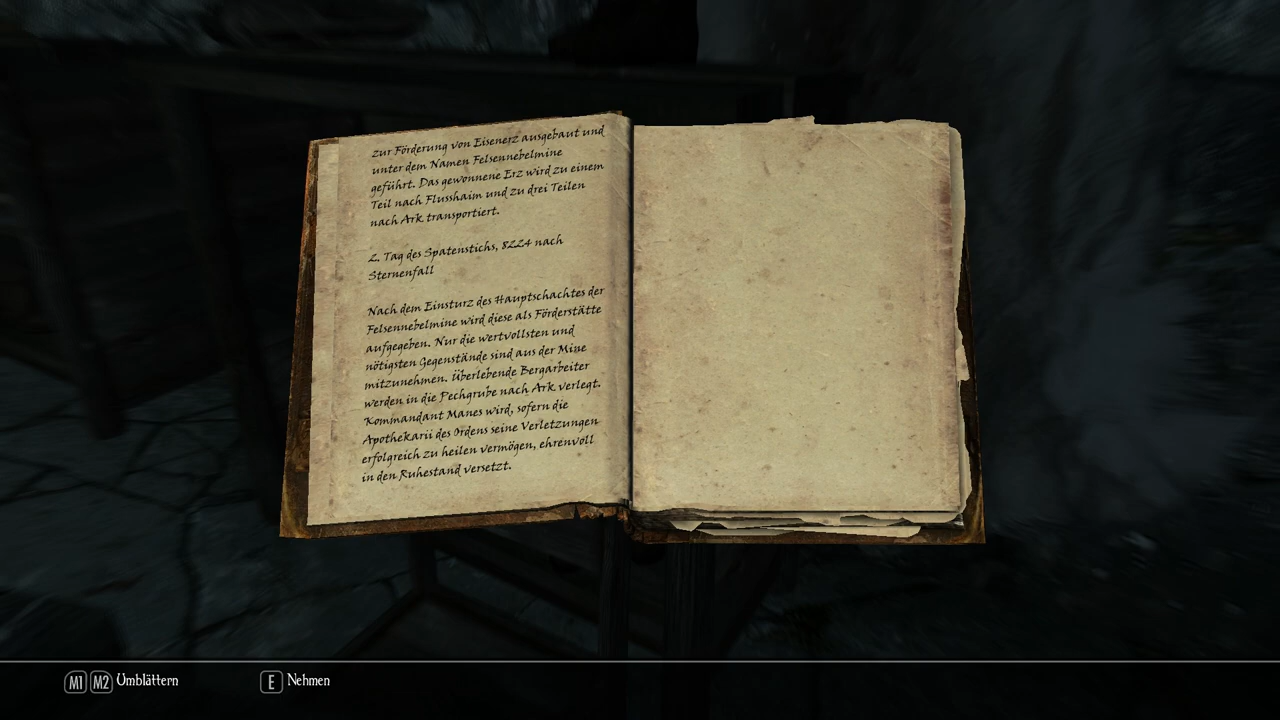 zur Förderung von Eisenerz ausgebaut und
unter dem Namen Felsennebelmine
geführt. Das gewonnene Erz wird zu einem
Teil nach Flusshaim und zu drei Teilen
nach Ark transportiert.
2. Tag des Spatenstichs, 8224 nach
Sternenfall
Nach dem Einsturz des Hauptschachtes der
Felsennebelmine wird diese als Förderstätte
aufgegeben. Nur die wertvollsten und
nötigsten Gegenstände sind aus der Mine
mitzunehmen. Überlebende Bergarbeiter
werden in die Pechgrube nach Ark verlegt.
Kommandant Manes wird, sofern die
Apothekarii des Ordens seine Verletzungen
erfolgreich zu heilen vermögen, ehrenvoll
in den Ruhestand versetzt.
M1 M2 Umblättern
E Nehmen